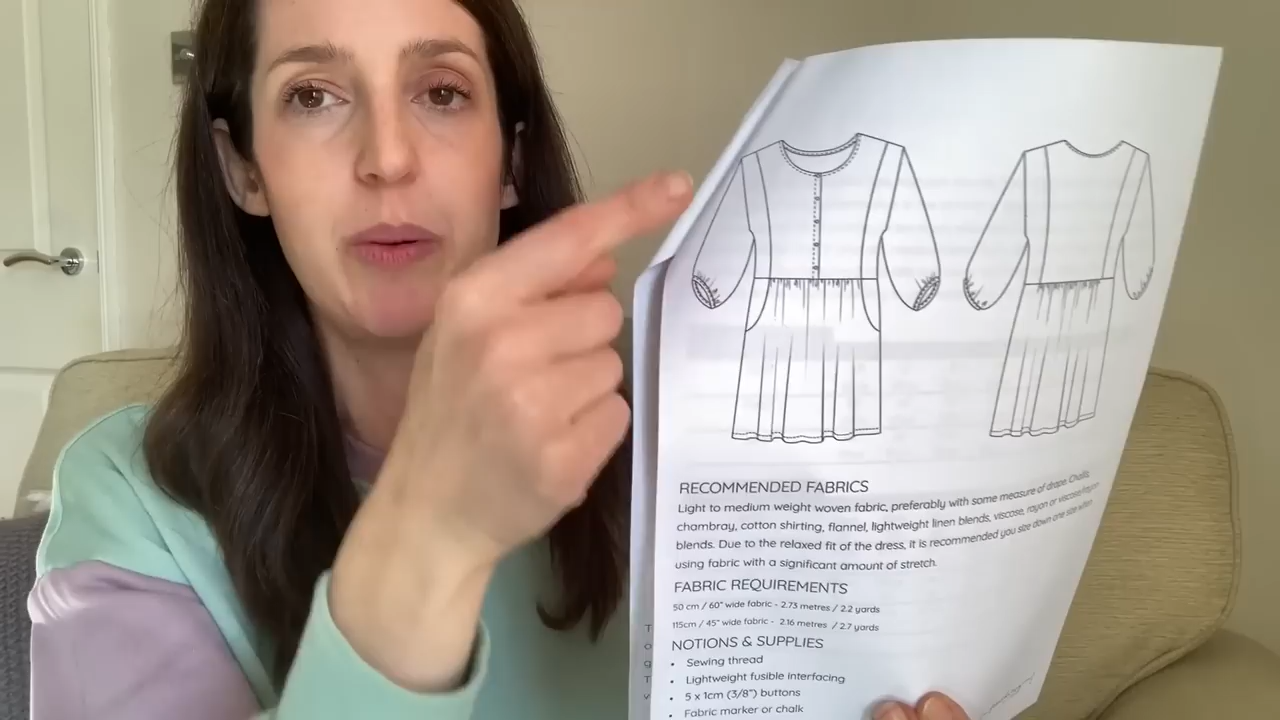 RECOMMENDED FABRICS
Light to medium weight woven fabric, preferably with some measure of drape. Challis,
chambray, cotton shirting, flannel, lightweight linen blends, viscose, rayon or viscose/rayon
blends. Due to the relaxed fit of the dress, it is recommended you size down one size when
using fabric with a significant amount of stretch.
FABRIC REQUIREMENTS
50 cm / 60" wide fabric - 2.73 metres / 2.2 yards
115cm / 45" wide fabric - 2.16 metres / 2.7 yards
NOTIONS & SUPPLIES
• Sewing thread
• Lightweight fusible interfacing
• 5 x 1cm (3/8") buttons
• Fabric marker or chalk